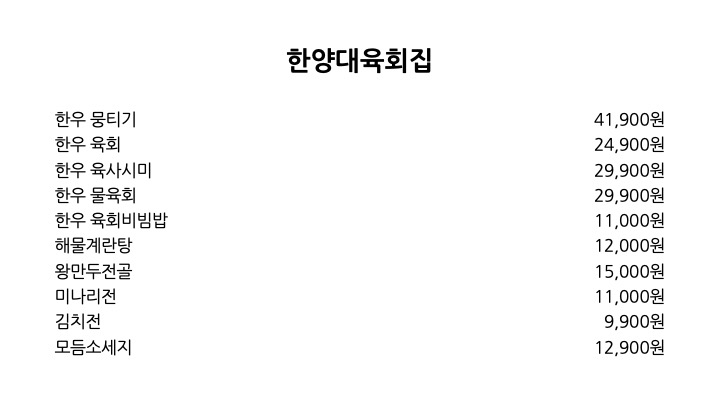 한양대육회집
한우 뭉티기 41,900원
한우 육회 24,900원
한우 육사시미 29,900원
한우 물육회 29,900원
한우 육회비빔밥 11,000원
해물계란탕 12,000원
왕만두전골 15,000원
미나리전 11,000원
김치전 9,900원
모듬소세지 12,900원